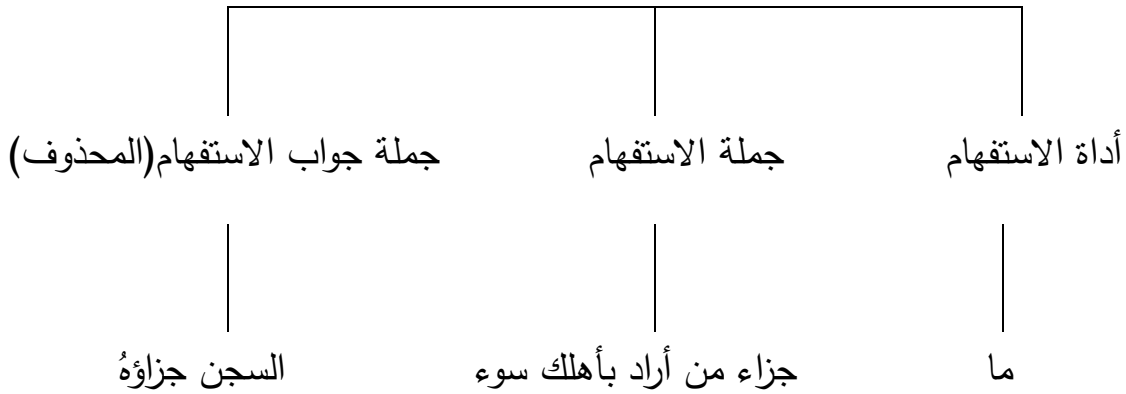 أداة الاستفهام جملة الاستفهام جملة جواب الاستفهام(المحذوف)
ما جزاء من أراد بأهلك سوء السجن جزاؤهُ